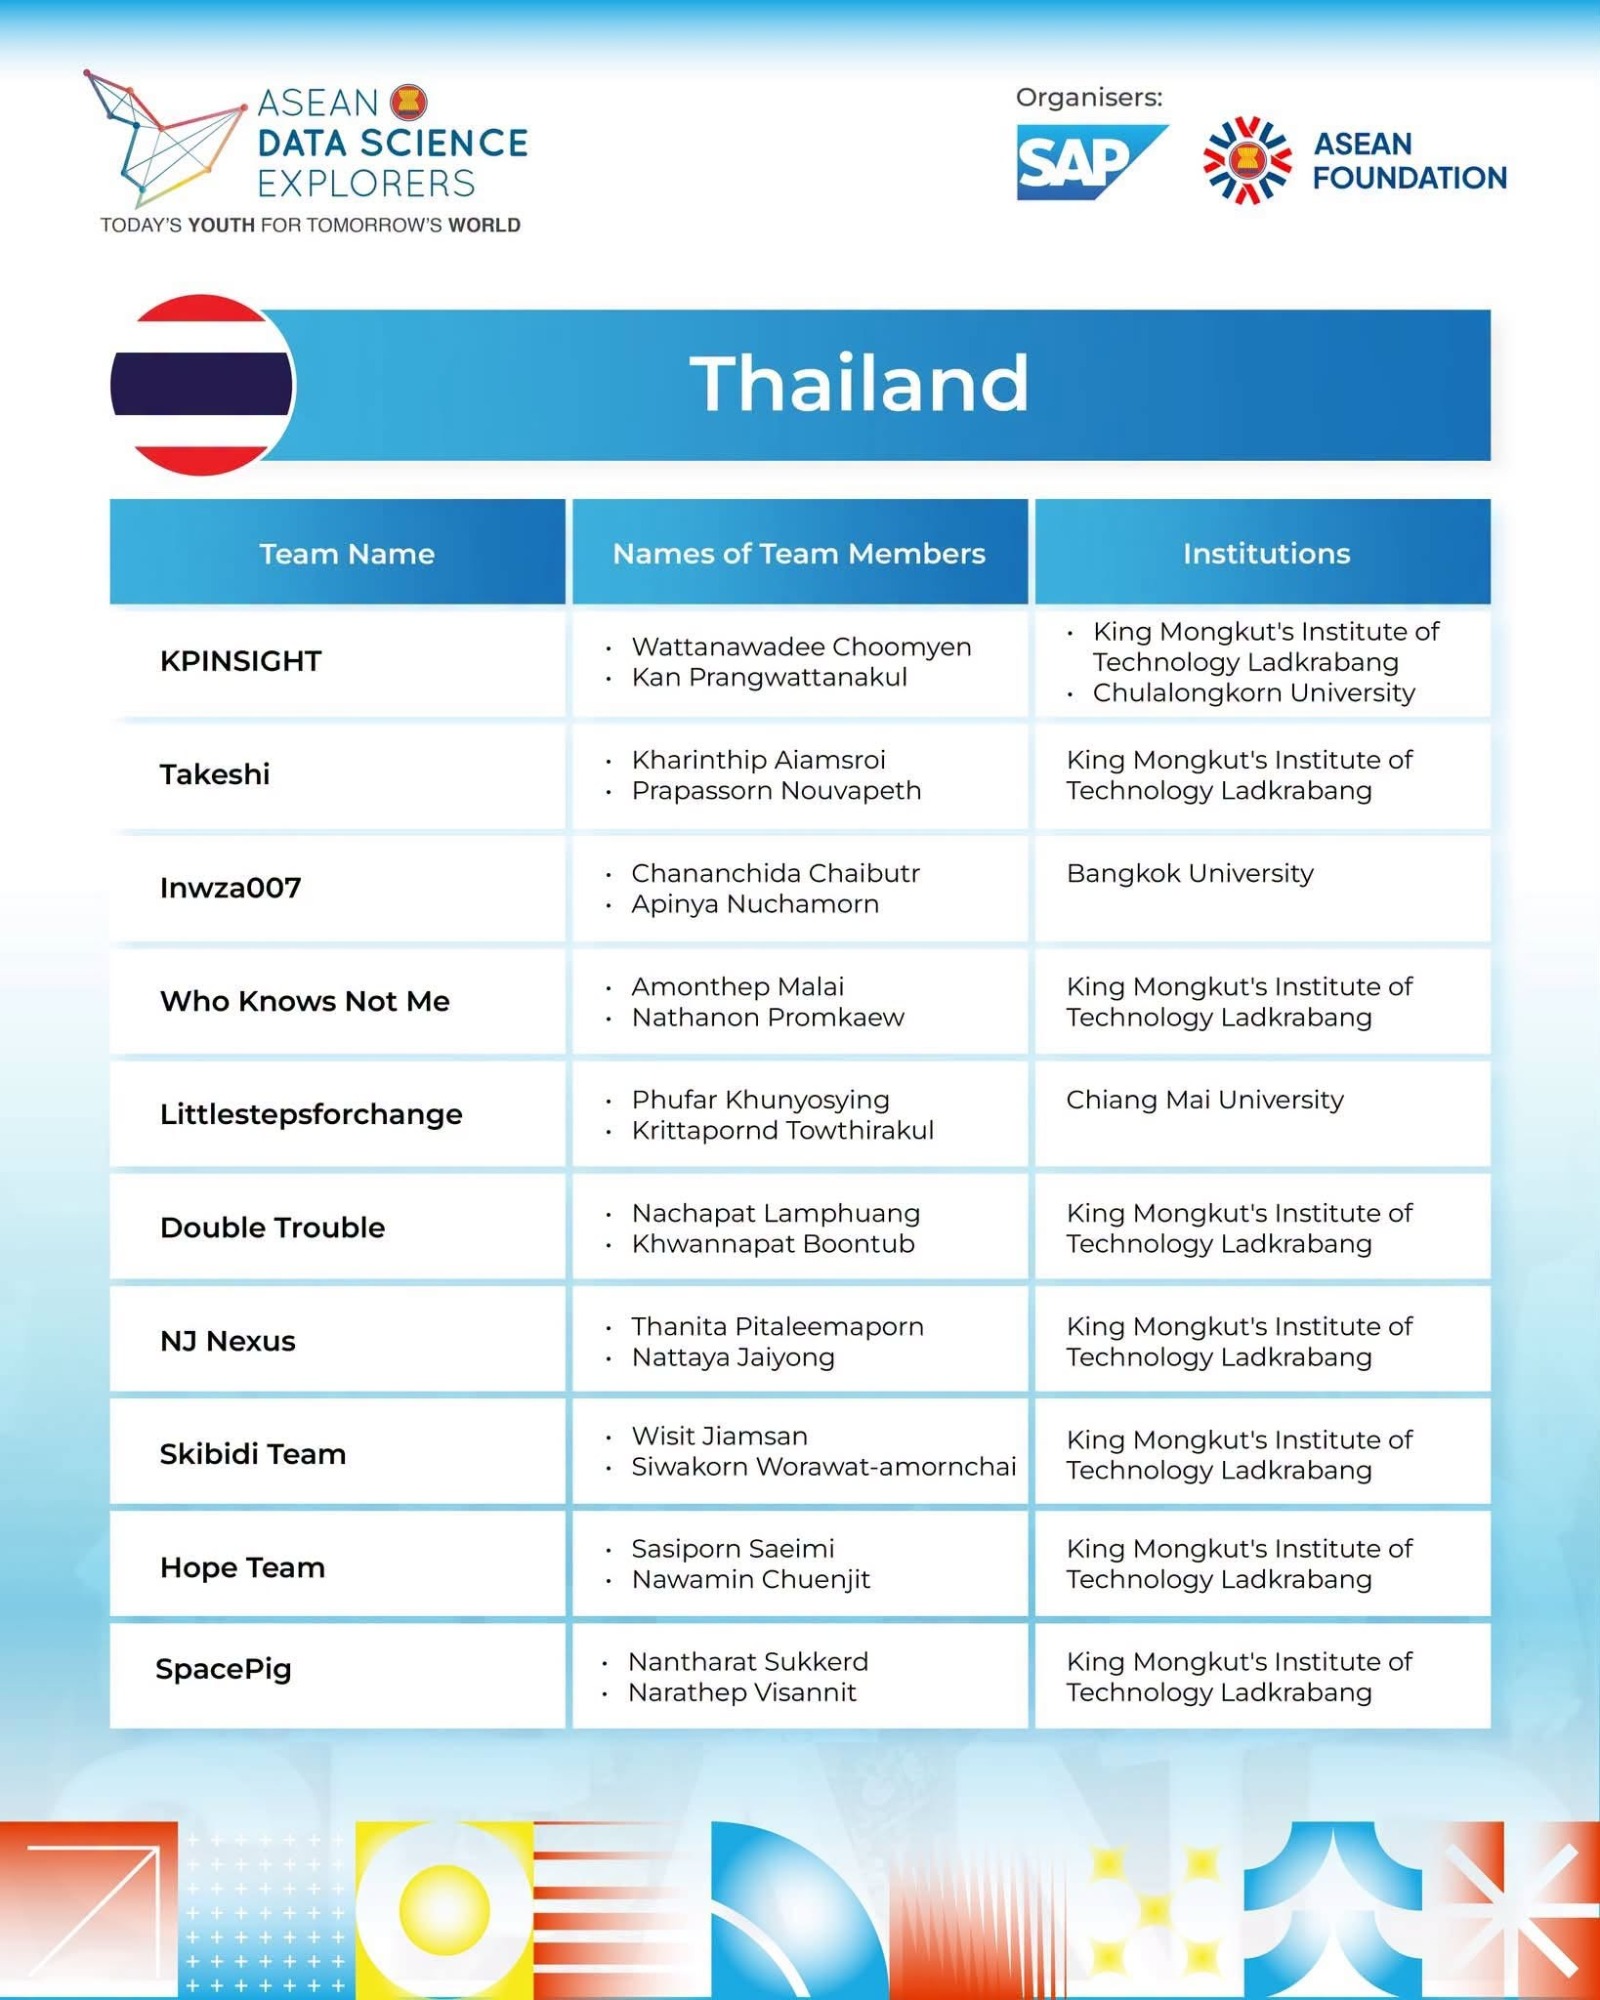 ASEAN
DATA SCIENCE
EXPLORERS
TODAY'S YOUTH FOR TOMORROW'S WORLD
Organisers:
SAP
ASEAN
FOUNDATION
Thailand
Team Name
Names of Team Members
Institutions
KPINSIGHT
• Wattanawadee Choomyen
• Kan Prangwattanakul
• King Mongkut's Institute of
Technology Ladkrabang
• Chulalongkorn University
Takeshi
• Kharinthip Aiamsroi
• Prapassorn Nouvapeth
King Mongkut's Institute of
Technology Ladkrabang
Inwza007
• Chananchida Chaibutr
• Apinya Nuchamorn
Bangkok University
Who Knows Not Me
• Amonthep Malai
• Nathanon Promkaew
King Mongkut's Institute of
Technology Ladkrabang
Littlestepsforchange
• Phufar Khunyosying
• Krittapornd Towthirakul
Chiang Mai University
Double Trouble
• Nachapat Lamphuang
• Khwannapat Boontub
King Mongkut's Institute of
Technology Ladkrabang
NJ Nexus
• Thanita Pitaleemaporn
• Nattaya Jaiyong
King Mongkut's Institute of
Technology Ladkrabang
Skibidi Team
• Wisit Jiamsan
• Siwakorn Worawat-amornchai
King Mongkut's Institute of
Technology Ladkrabang
Hope Team
• Sasiporn Saeimi
• Nawamin Chuenjit
King Mongkut's Institute of
Technology Ladkrabang
SpacePig
• Nantharat Sukkerd
• Narathep Visannit
King Mongkut's Institute of
Technology Ladkrabang